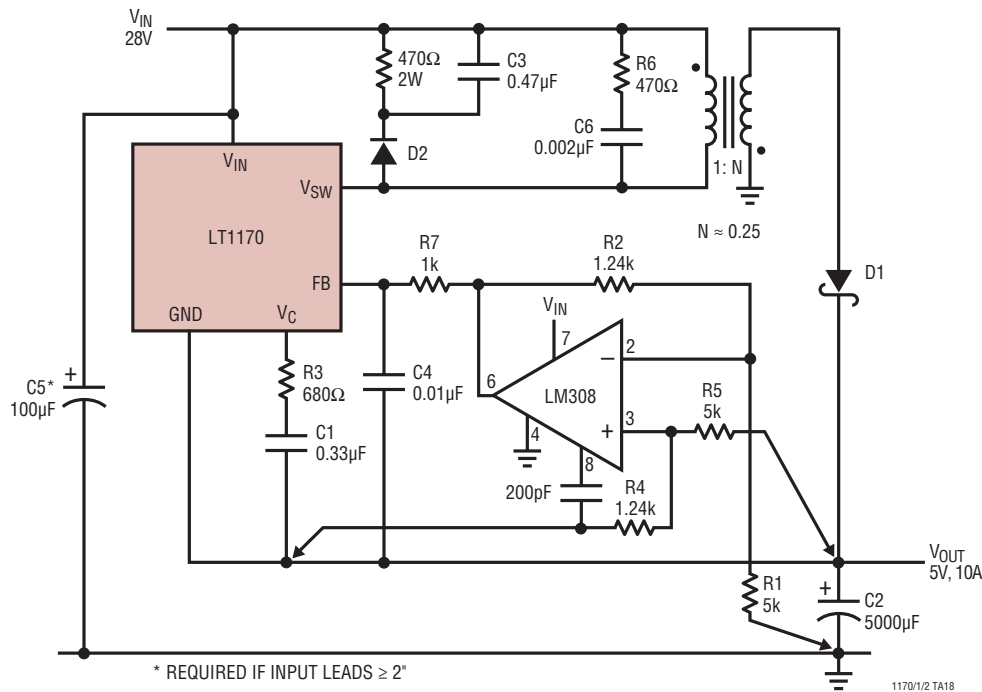 VIN
28V
470Ω
2W
C3
0.47µF
R6
470Ω
C6
0.002µF
D2
1: N
N ≈ 0.25
VIN
VSW
LT1170
FB
GND
VC
R7
1k
R2
1.24k
D1
VIN
7
2
–
6
LM308
3
+
4
8
R5
5k
C5*
100µF
+
R3
680Ω
C4
0.01µF
C1
0.33µF
200pF
R4
1.24k
VOUT
5V, 10A
R1
5k
+
C2
5000µF
* REQUIRED IF INPUT LEADS ≥ 2"
1170/1/2 TA18